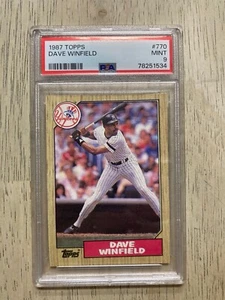 1987 TOPPS #770
DAVE WINFIELD MINT
9
PSA 78251534
Topps
DAVE
WINFIELD